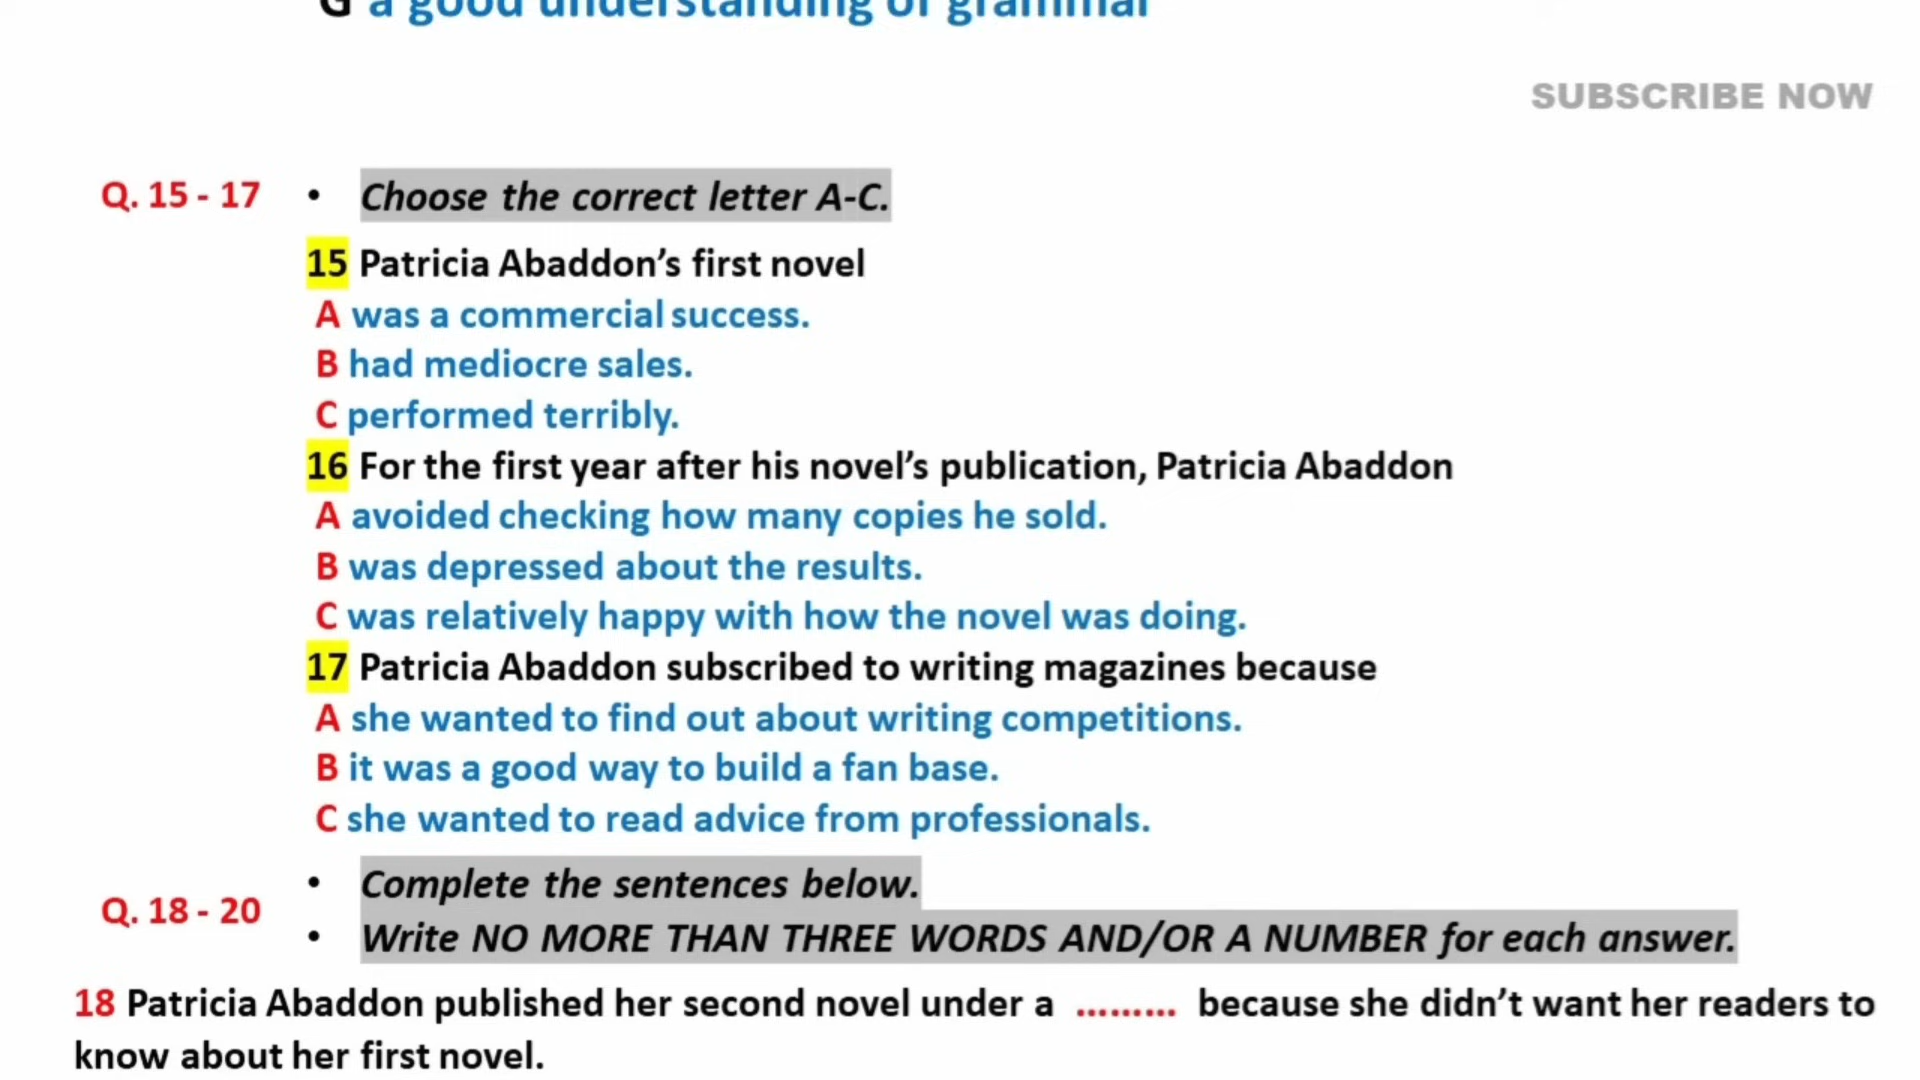 G a good understanding of grammar
SUBSCRIBE NOW
Q. 15 - 17 • Choose the correct letter A-C.
15 Patricia Abaddon’s first novel
A was a commercial success.
B had mediocre sales.
C performed terribly.
16 For the first year after his novel’s publication, Patricia Abaddon
A avoided checking how many copies he sold.
B was depressed about the results.
C was relatively happy with how the novel was doing.
17 Patricia Abaddon subscribed to writing magazines because
A she wanted to find out about writing competitions.
B it was a good way to build a fan base.
C she wanted to read advice from professionals.
• Complete the sentences below.
Q. 18 - 20
• Write NO MORE THAN THREE WORDS AND/OR A NUMBER for each answer.
18 Patricia Abaddon published her second novel under a ......... because she didn’t want her readers to
know about her first novel.